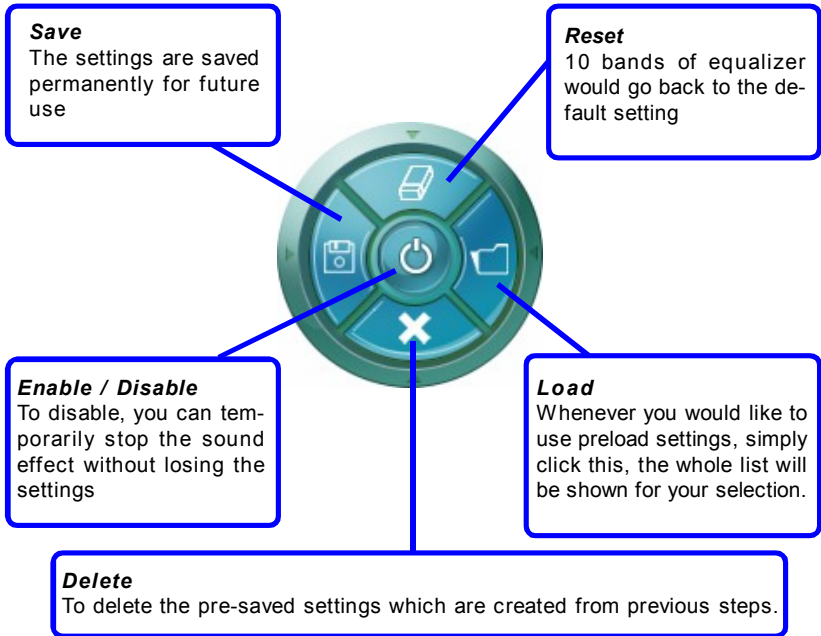 Save
The settings are saved
permanently for future
use
Reset
10 bands of equalizer
would go back to the de-
fault setting
Enable / Disable
To disable, you can tem-
porarily stop the sound
effect without losing the
settings
Load
Whenever you would like to
use preload settings, simply
click this, the whole list will
be shown for your selection.
Delete
To delete the pre-saved settings which are created from previous steps.